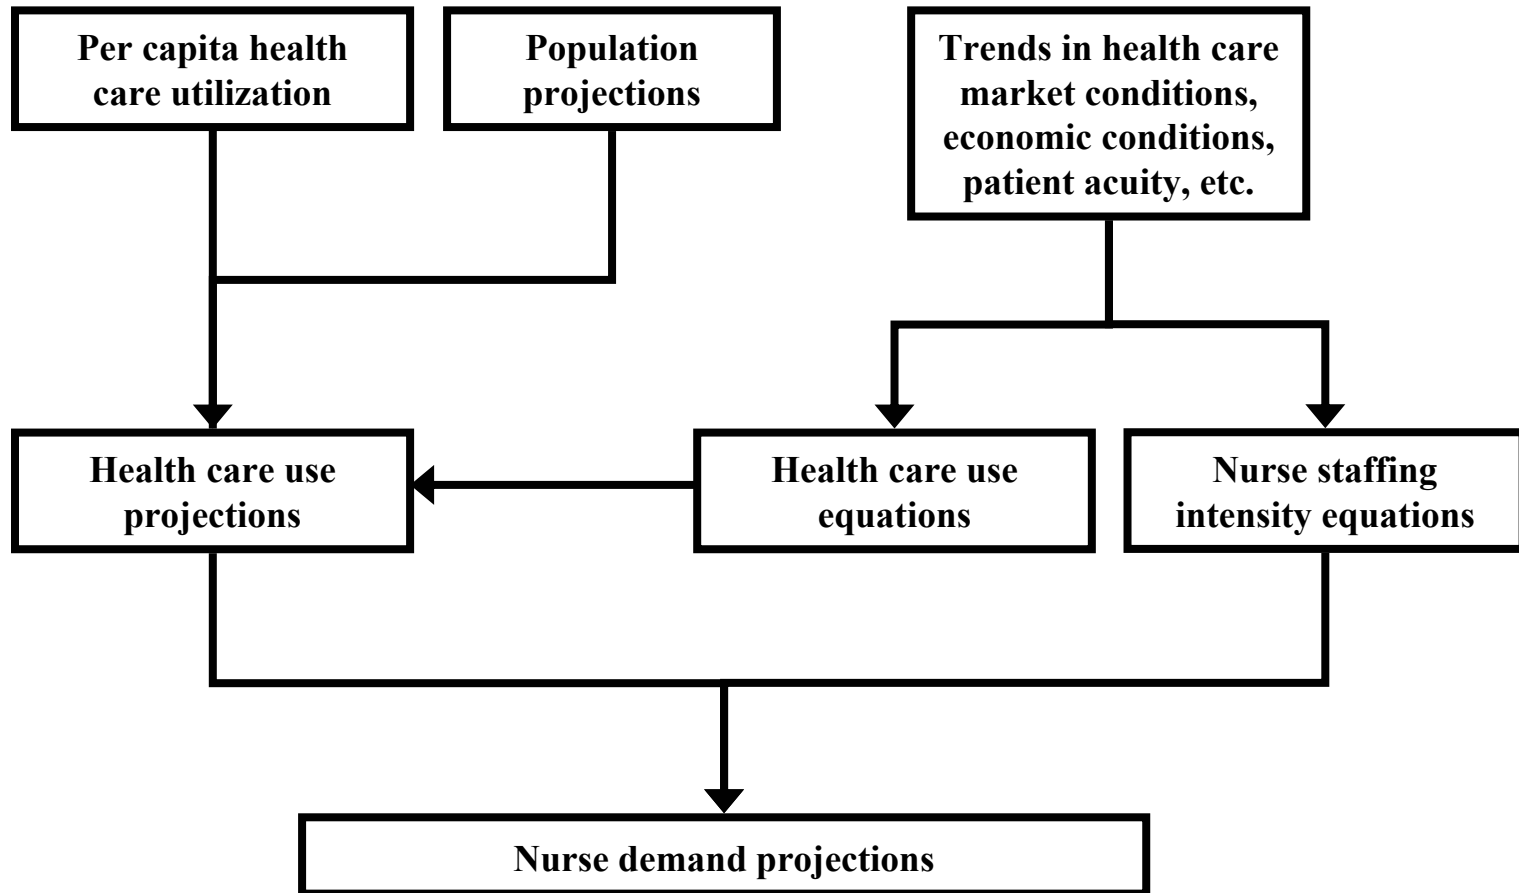 Per capita health
care utilization
Population
projections
Trends in health care
market conditions,
economic conditions,
patient acuity, etc.
Health care use
projections
Health care use
equations
Nurse staffing
intensity equations
Nurse demand projections